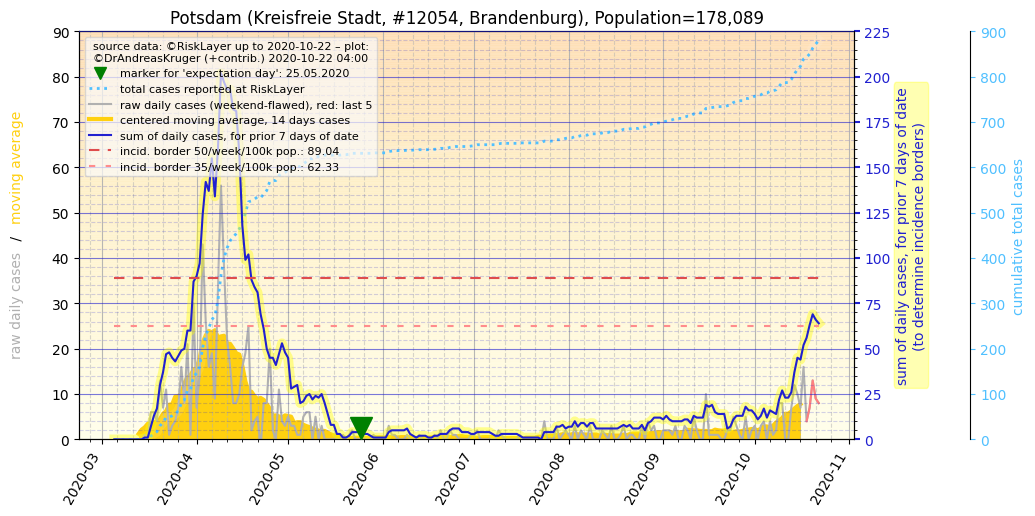 Potsdam (Kreisfreie Stadt, #12054, Brandenburg), Population=178,089
source data: ©RiskLayer up to 2020-10-22 – plot:
©DrAndreasKruger (+contrib.) 2020-10-22 04:00
marker for 'expectation day': 25.05.2020
total cases reported at RiskLayer
raw daily cases (weekend-flawed), red: last 5
centered moving average, 14 days cases
sum of daily cases, for prior 7 days of date
incid. border 50/week/100k pop.: 89.04
incid. border 35/week/100k pop.: 62.33
raw daily cases / moving average
90
80
70
60
50
40
30
20
10
0
225
200
175
150
125
100
75
50
25
0
sum of daily cases, for prior 7 days of date
(to determine incidence borders)
900
800
700
600
500
400
300
200
100
0
cumulative total cases
2020-03
2020-04
2020-05
2020-06
2020-07
2020-08
2020-09
2020-10
2020-11